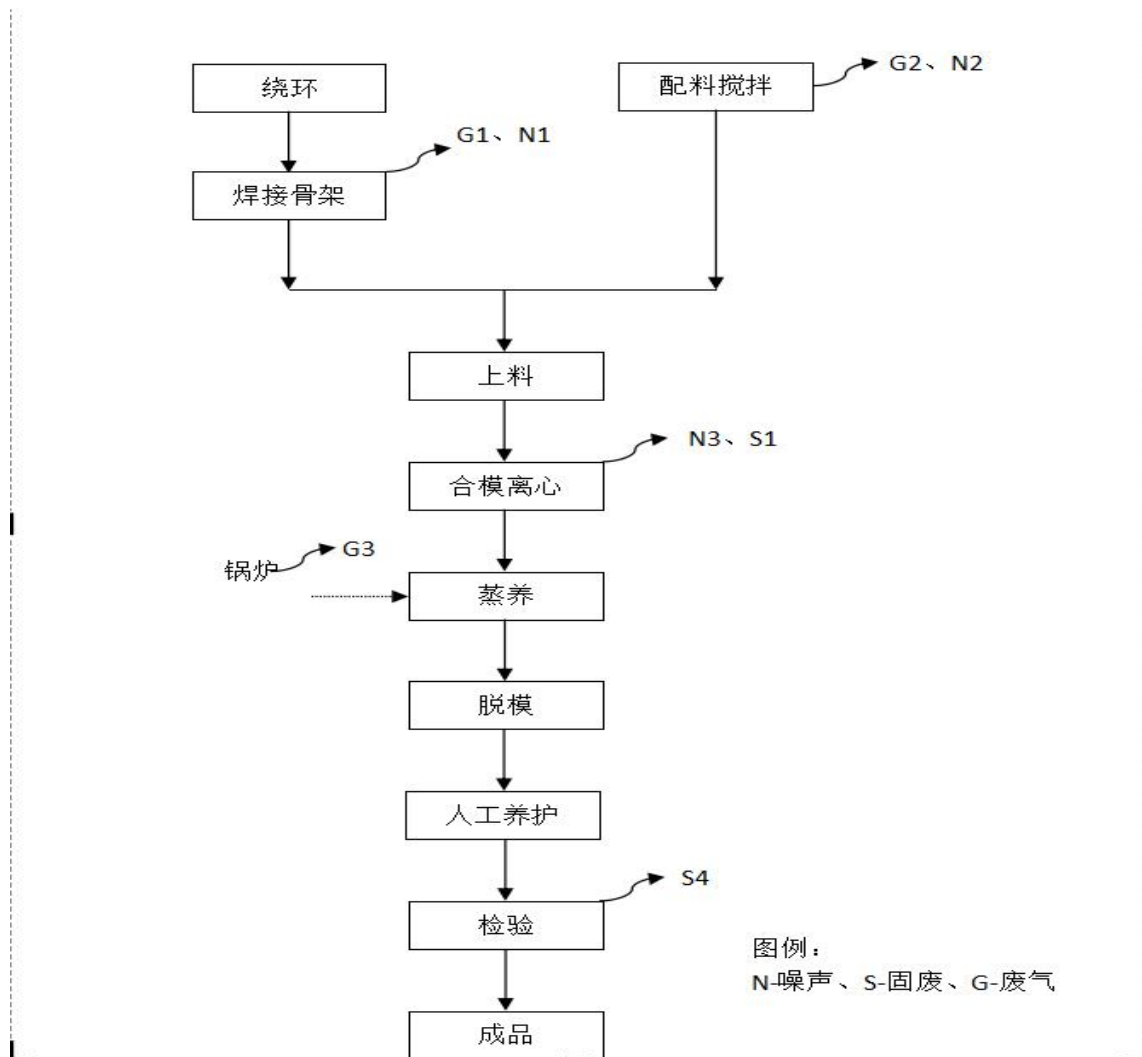 绕环
配料搅拌
G2、N2
G1、N1
焊接骨架
上料
N3、S1
合模离心
G3
锅炉
蒸养
脱模
人工养护
S4
检验
图例：
N-噪声、S-固废、G-废气
成品